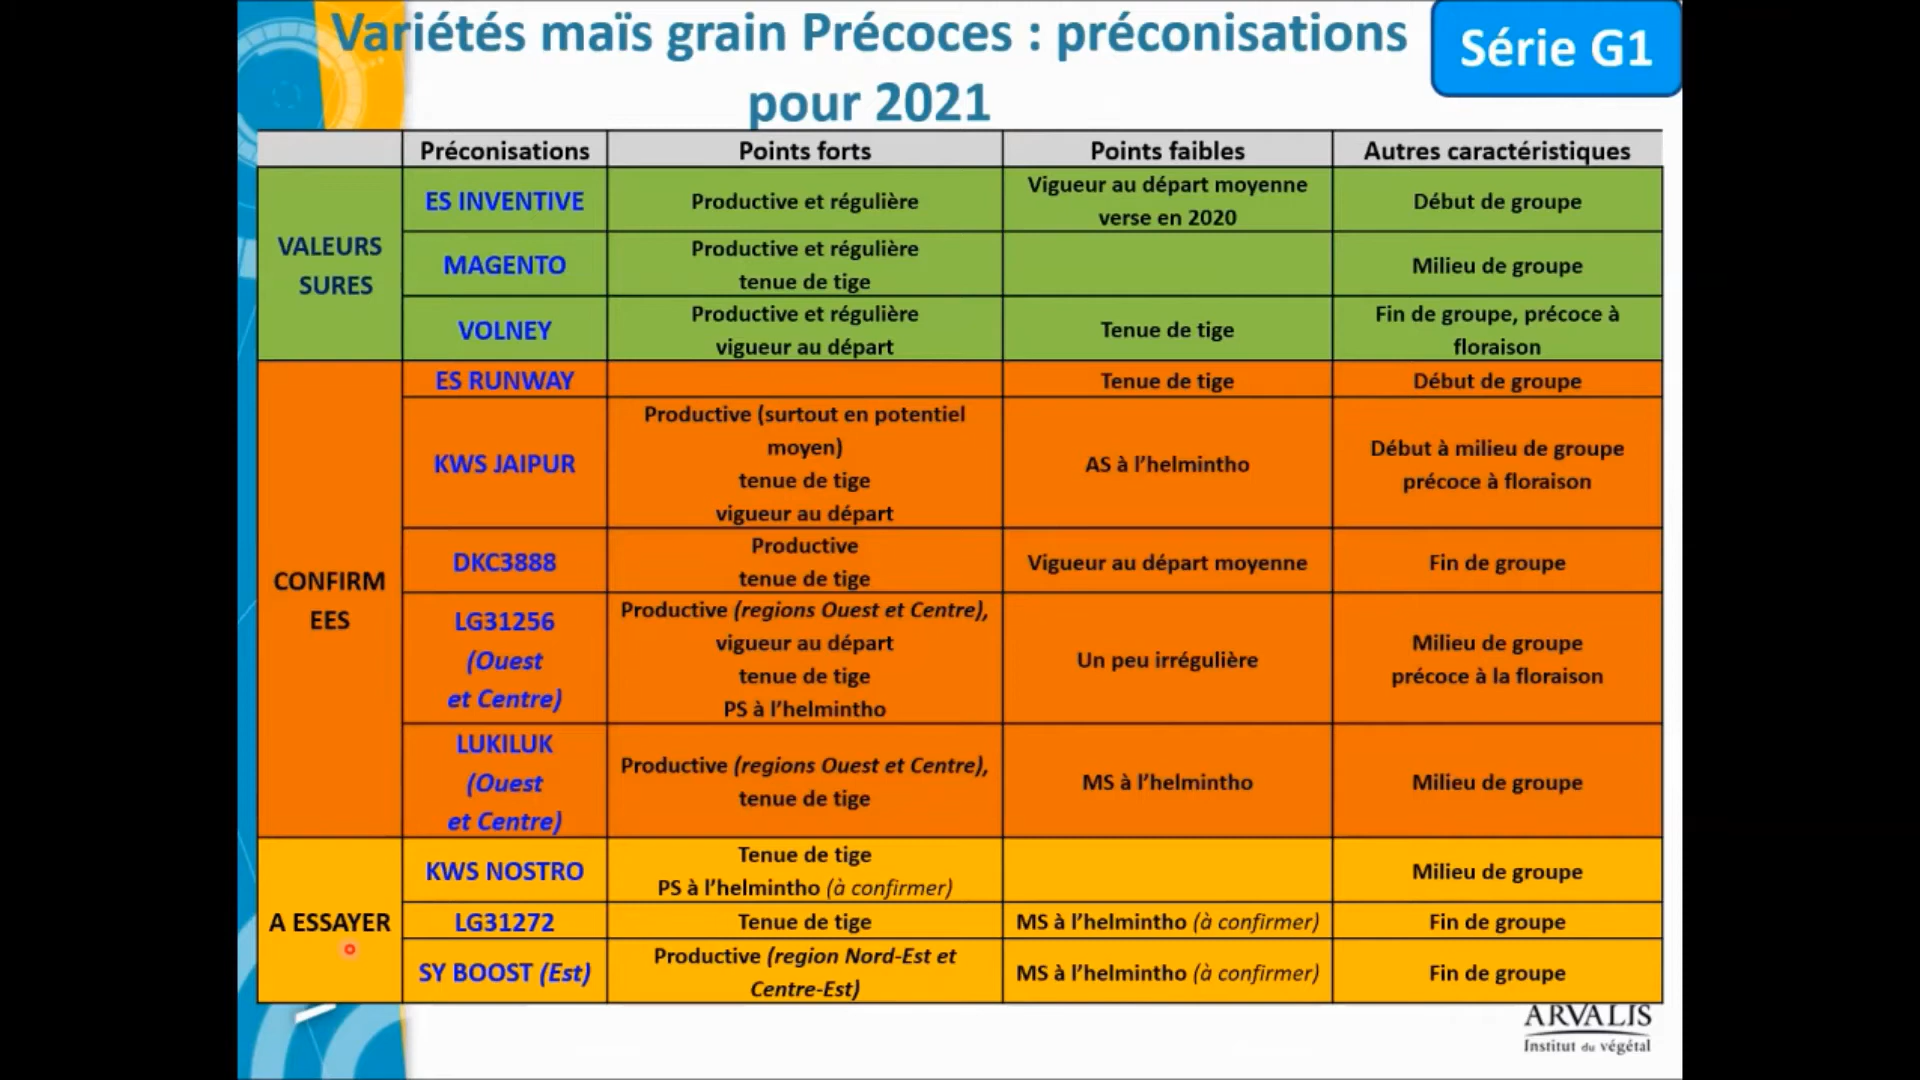 Variétés maïs grain Précoces : préconisations
pour 2021
Série G1
Préconisations
Points forts
Points faibles
Autres caractéristiques
VALEURS
SURES
ES INVENTIVE
Productive et régulière
Vigueur au départ moyenne
verse en 2020
Début de groupe
MAGENTO
Productive et régulière
tenue de tige
Milieu de groupe
VOLNEY
Productive et régulière
vigueur au départ
Tenue de tige
Fin de groupe, précoce à
floraison
CONFIRM
EES
ES RUNWAY
Tenue de tige
Début de groupe
KWS JAIPUR
Productive (surtout en potentiel
moyen)
tenue de tige
vigueur au départ
AS à l’helmintho
Début à milieu de groupe
précoce à floraison
DKC3888
Productive
tenue de tige
Vigueur au départ moyenne
Fin de groupe
LG31256
(Ouest
et Centre)
Productive (regions Ouest et Centre),
vigueur au départ
tenue de tige
PS à l’helmintho
Un peu irrégulière
Milieu de groupe
précoce à la floraison
LUKILUK
(Ouest
et Centre)
Productive (regions Ouest et Centre),
tenue de tige
MS à l’helmintho
Milieu de groupe
A ESSAYER
KWS NOSTRO
Tenue de tige
PS à l’helmintho (à confirmer)
Milieu de groupe
LG31272
Tenue de tige
MS à l’helmintho (à confirmer)
Fin de groupe
SY BOOST (Est)
Productive (region Nord-Est et
Centre-Est)
MS à l’helmintho (à confirmer)
Fin de groupe
ARVALIS
Institut du végétal